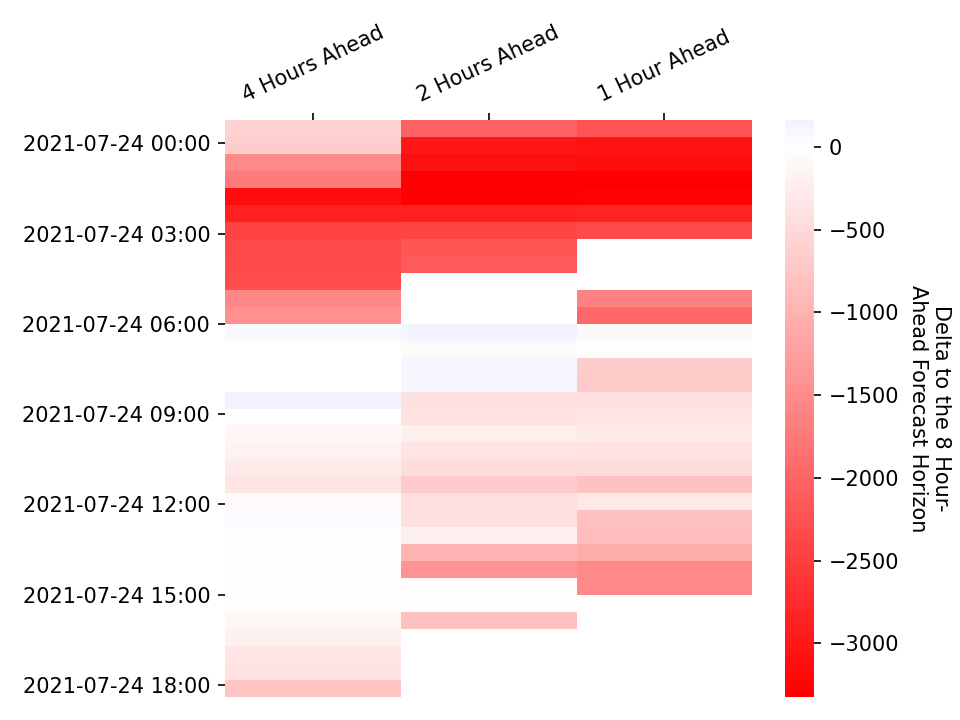 4 Hours Ahead
2 Hours Ahead
1 Hour Ahead
2021-07-24 00:00
2021-07-24 03:00
2021-07-24 06:00
2021-07-24 09:00
2021-07-24 12:00
2021-07-24 15:00
2021-07-24 18:00
0
−500
−1000
−1500
−2000
−2500
−3000
Delta to the 8 Hour-
Ahead Forecast Horizon